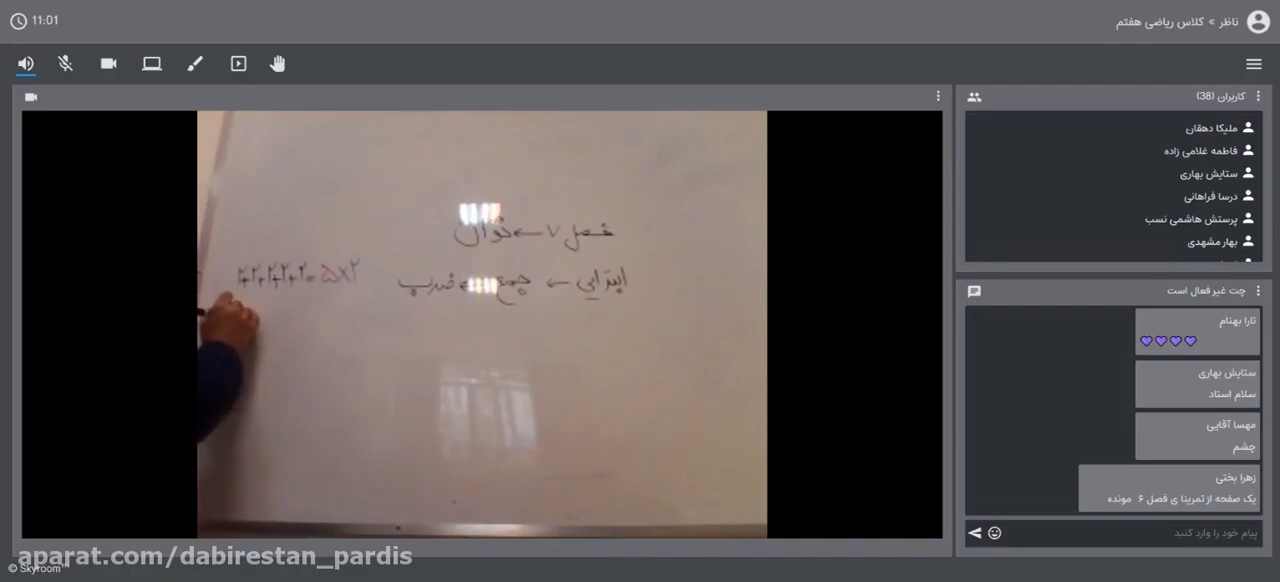 11:01
ناظر » کلاس ریاضی هفتم
کاربران (38)
ملیکا دهقان
فاطمه غلامی زاده
ستایش بهاری
درسا فراهانی
پرستش هاشمی نسب
بهار مشهدی
فصل ۷ ← توان
ابتدایی ← جمع ← ضرب
۲+۲+۲+۲+۲=۵×۲
چت غیر فعال است
تارا بهنام
💜💜💜💜
ستایش بهاری
سلام استاد
مهسا آقایی
چشم
زهرا بختی
یک صفحه از تمرینا ی فصل ۶ مونده
پیام خود را وارد کنید
aparat.com/dabirestan_pardis
© Skyroom™